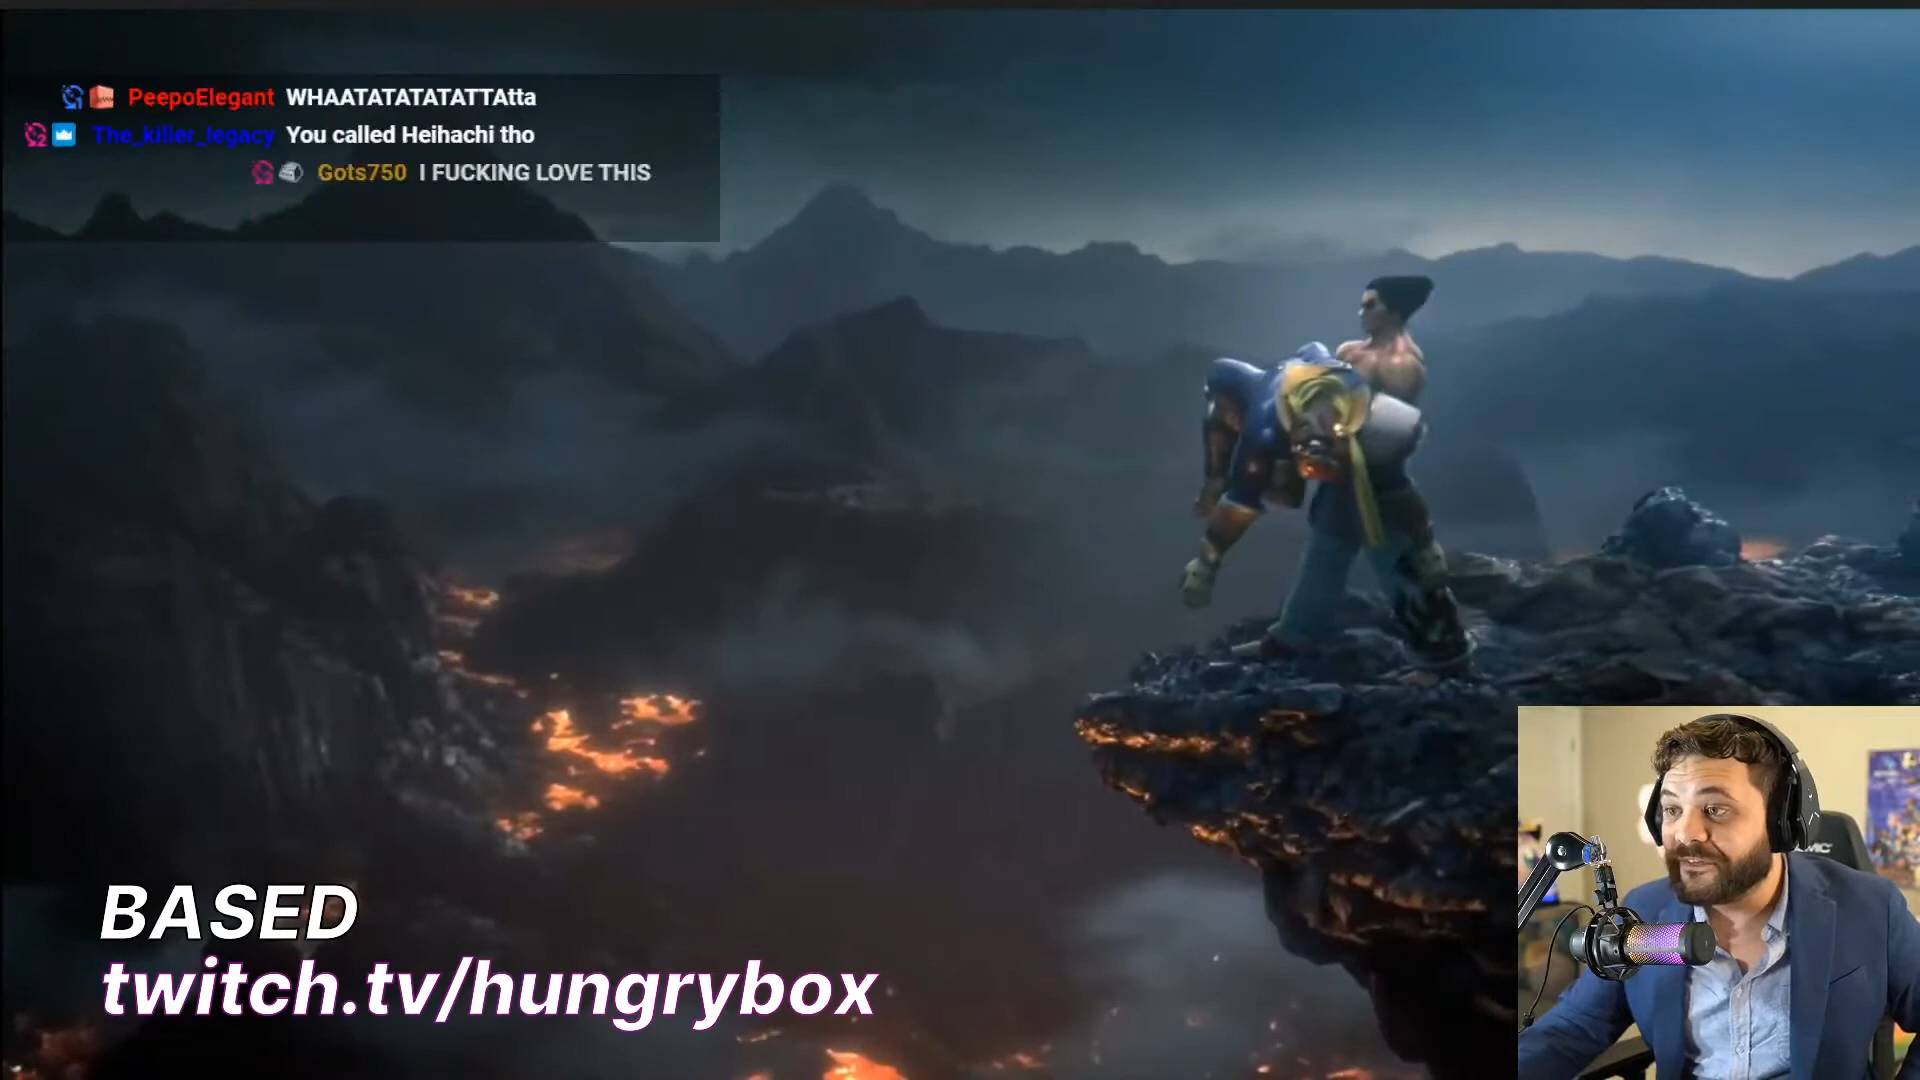 PeepoElegant WHAATATATATATTAtta
The_killer_legacy You called Heihachi tho
Gots750 I FUCKING LOVE THIS
BASED
twitch.tv/hungrybox